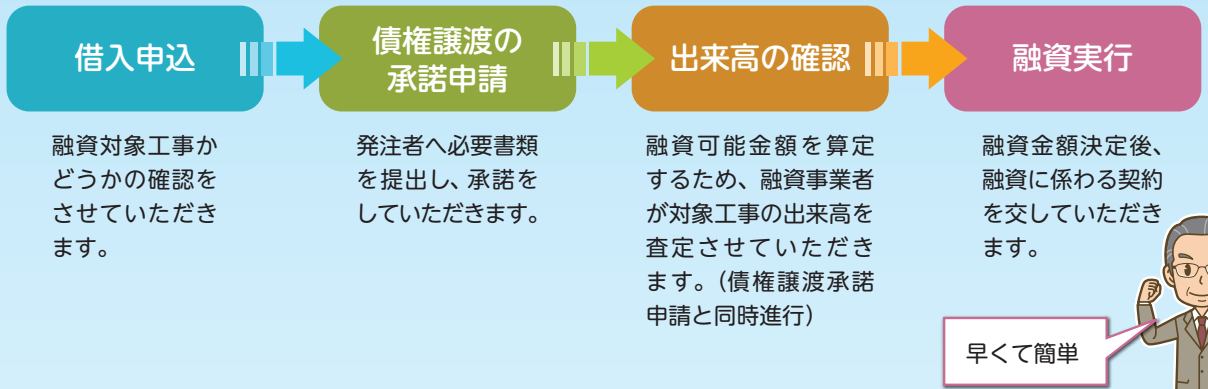 借入申込
債権譲渡の
承諾申請
出来高の確認
融資実行
融資対象工事か
どうかの確認を
させていただき
ます。
発注者へ必要書類
を提出し、承諾を
していただきます。
融資可能金額を算定
するため、融資事業者
が対象工事の出来高を
査定させていただき
ます。（債権譲渡承諾
申請と同時進行）
融資金額決定後、
融資に係わる契約
を交していただき
ます。
早くて簡単